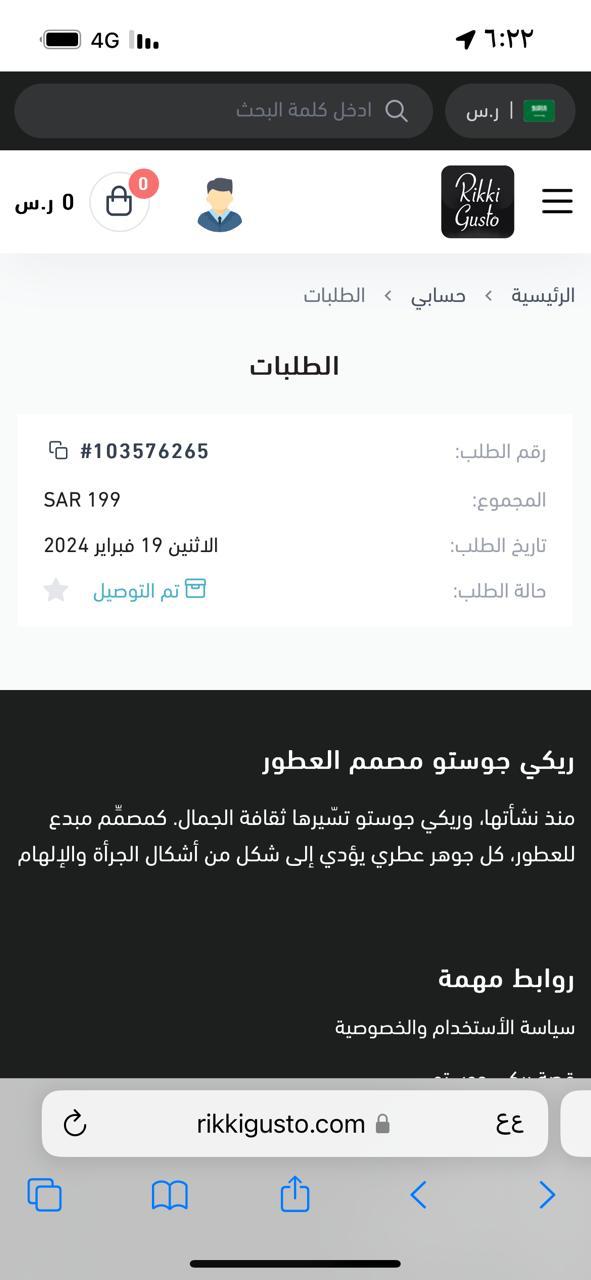 ٦:٢٢
4G
ر.س |
ادخل كلمة البحث
Rikki
Gusto
0
0 ر.س
الرئيسية > حسابي > الطلبات
الطلبات
رقم الطلب: #103576265
المجموع: SAR 199
تاريخ الطلب: الاثنين 19 فبراير 2024
حالة الطلب: تم التوصيل
ريكي جوستو مصمم العطور
منذ نشأتها، وريكي جوستو تسّيرها ثقافة الجمال. كمصمِّم مبدع
للعطور، كل جوهر عطري يؤدي إلى شكل من أشكال الجرأة والإلهام
روابط مهمة
سياسة الأستخدام والخصوصية
rikkigusto.com
عع